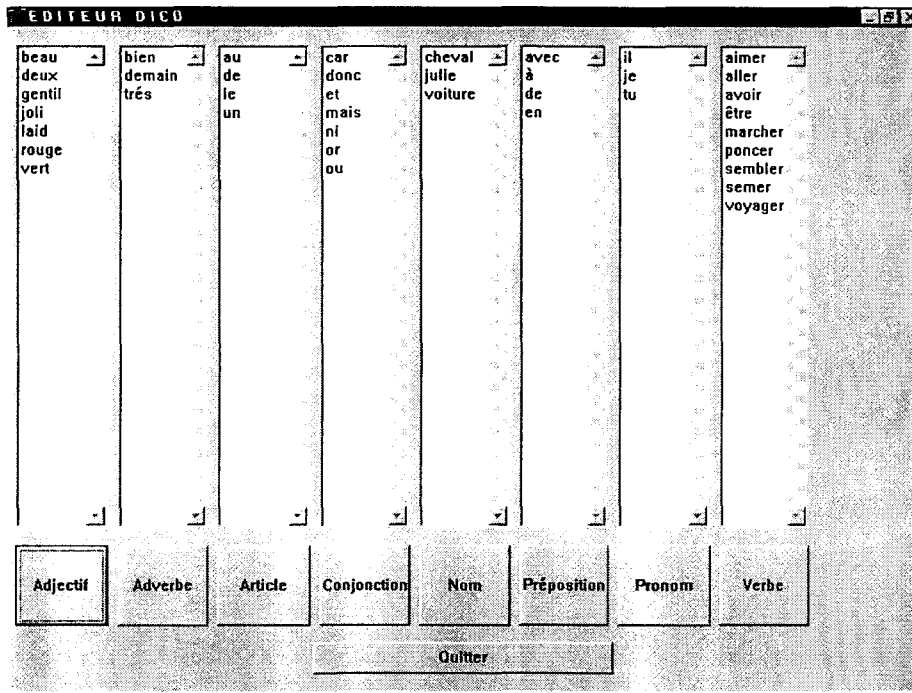 EDITEUR DICO
beau
deux
gentil
joli
laid
rouge
vert
bien
demain
trés
au
de
le
un
car
donc
et
mais
ni
or
ou
cheval
julie
voiture
avec
à
de
en
il
je
tu
aimer
aller
avoir
être
marcher
poncer
sembler
semer
voyager
Adjectif
Adverbe
Article
Conjonction
Nom
Préposition
Pronom
Verbe
Quitter